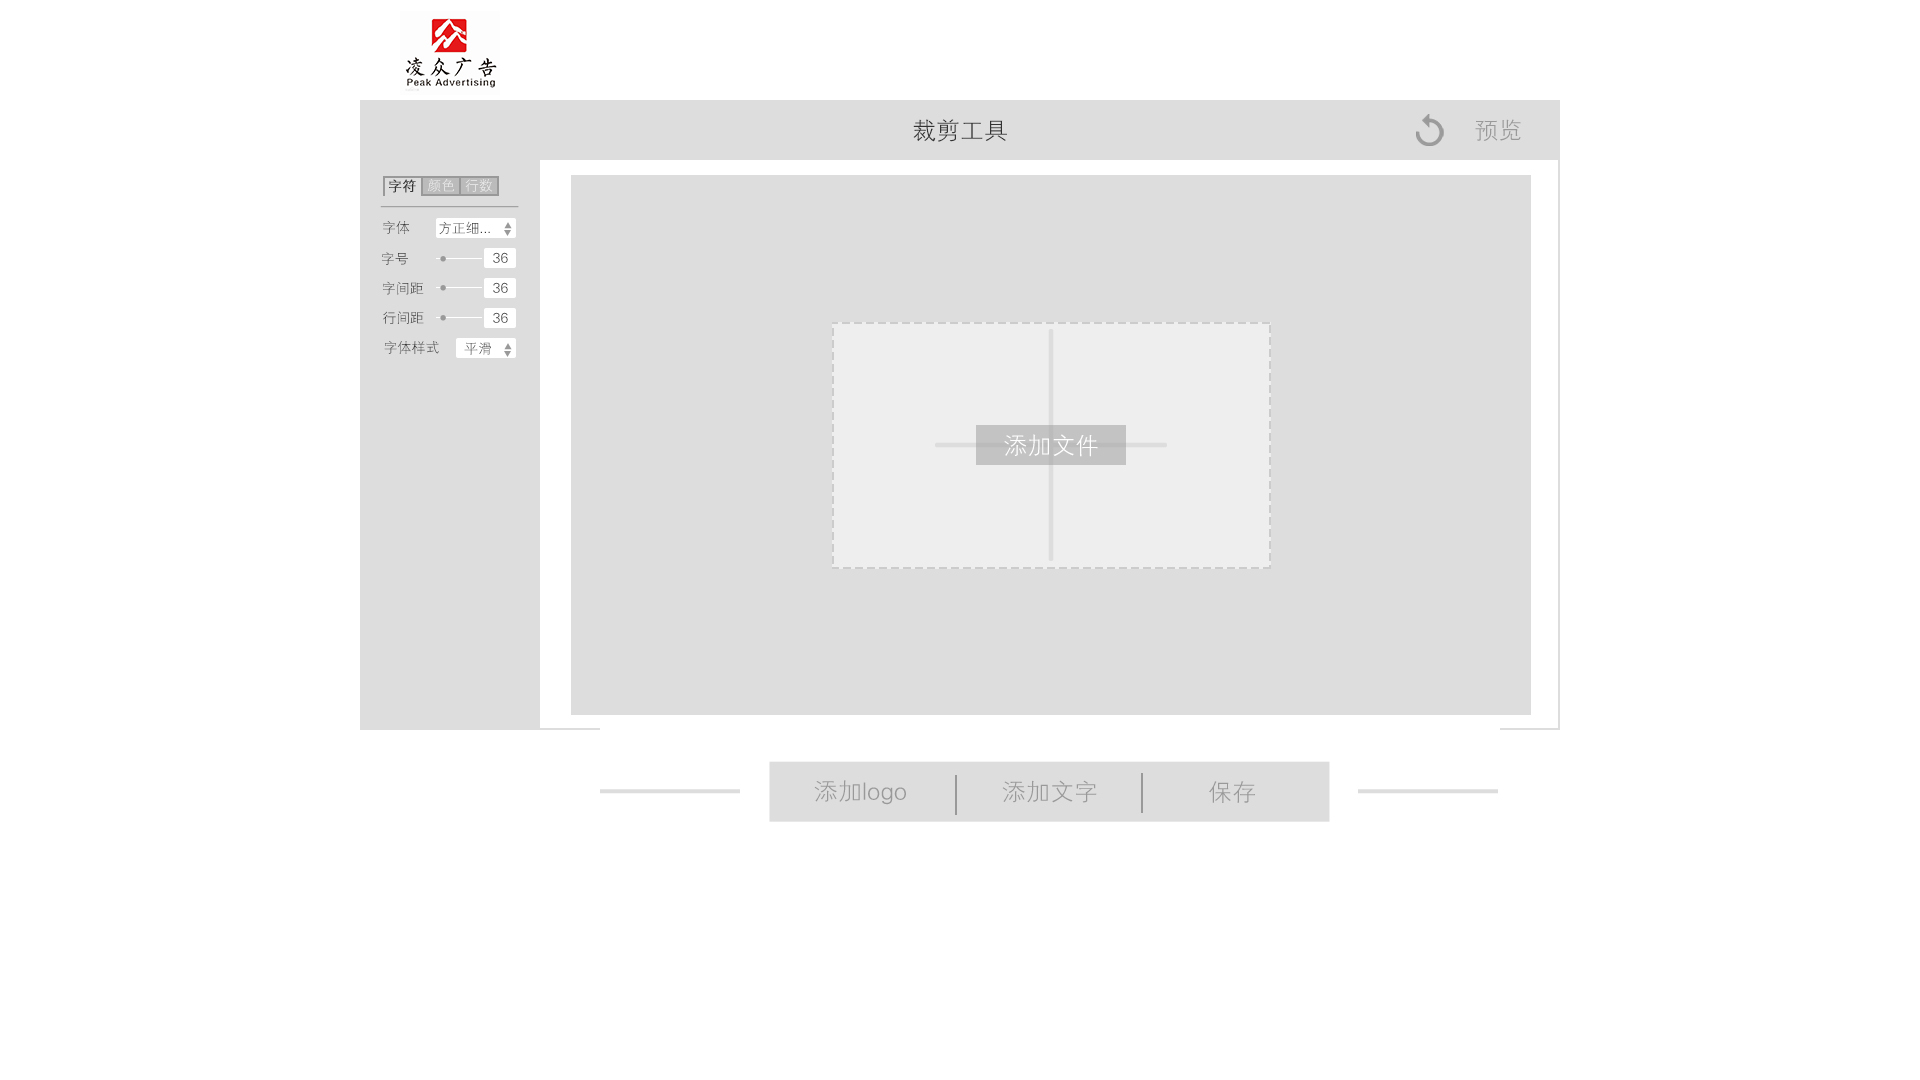 凌众广告
Peak Advertising
裁剪工具
预览
字符 颜色 行数
字体 方正细...
字号 36
字间距 36
行间距 36
字体样式 平滑
添加文件
添加logo 添加文字 保存